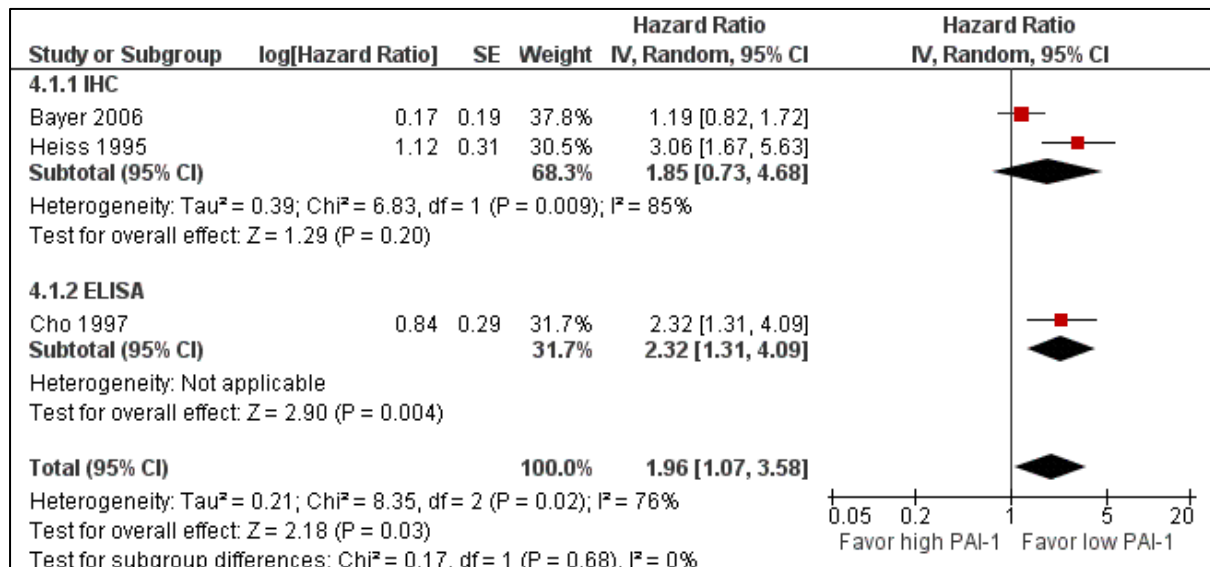 Hazard Ratio Hazard Ratio
Study or Subgroup log[Hazard Ratio] SE Weight IV, Random, 95% CI IV, Random, 95% CI
4.1.1 IHC
Bayer 2006 0.17 0.19 37.8% 1.19 [0.82, 1.72]
Heiss 1995 1.12 0.31 30.5% 3.06 [1.67, 5.63]
Subtotal (95% CI) 68.3% 1.85 [0.73, 4.68]
Heterogeneity: Tau² = 0.39; Chi² = 6.83, df = 1 (P = 0.009); I² = 85%
Test for overall effect: Z = 1.29 (P = 0.20)
4.1.2 ELISA
Cho 1997 0.84 0.29 31.7% 2.32 [1.31, 4.09]
Subtotal (95% CI) 31.7% 2.32 [1.31, 4.09]
Heterogeneity: Not applicable
Test for overall effect: Z = 2.90 (P = 0.004)
Total (95% CI) 100.0% 1.96 [1.07, 3.58]
Heterogeneity: Tau² = 0.21; Chi² = 8.35, df = 2 (P = 0.02); I² = 76%
Test for overall effect: Z = 2.18 (P = 0.03)
Test for subgroup differences: Chi² = 0.17, df = 1 (P = 0.68), I² = 0%
0.05 0.2 1 5 20
Favor high PAI-1 Favor low PAI-1